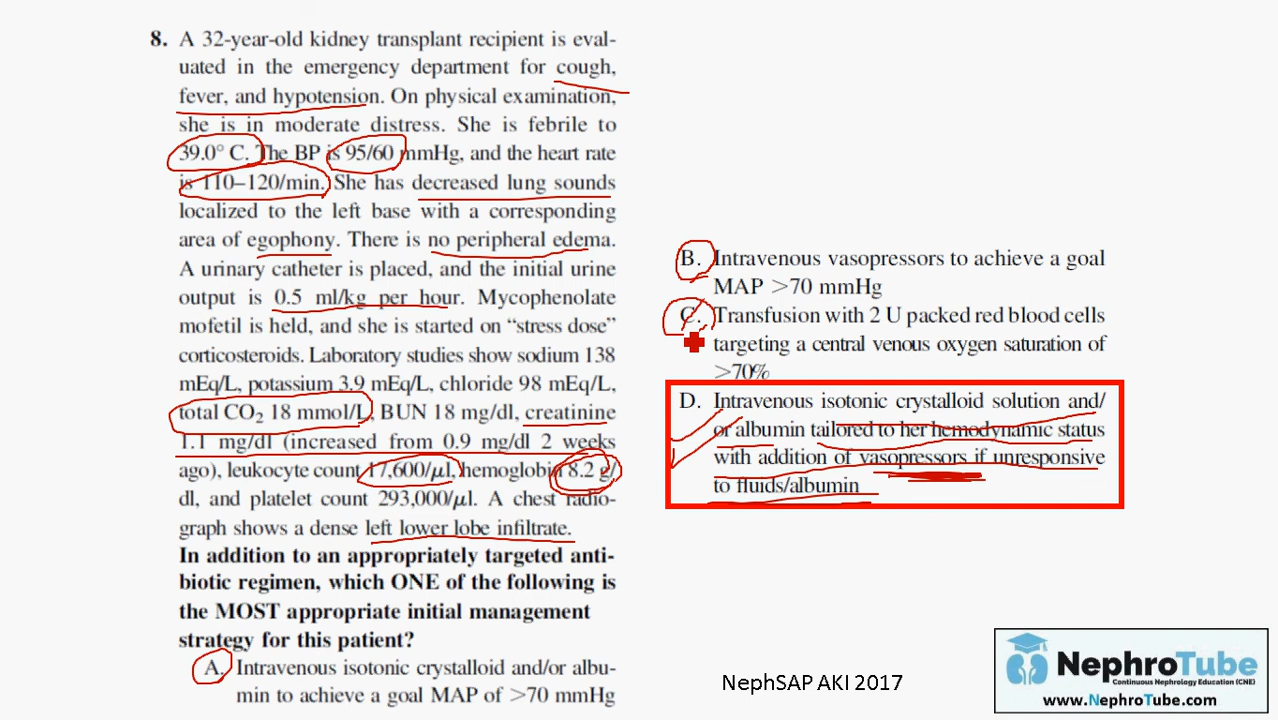 8. A 32-year-old kidney transplant recipient is eval-
uated in the emergency department for cough,
fever, and hypotension. On physical examination,
she is in moderate distress. She is febrile to
39.0° C. The BP is 95/60 mmHg, and the heart rate
is 110–120/min. She has decreased lung sounds
localized to the left base with a corresponding
area of egophony. There is no peripheral edema.
A urinary catheter is placed, and the initial urine
output is 0.5 ml/kg per hour. Mycophenolate
mofetil is held, and she is started on “stress dose”
corticosteroids. Laboratory studies show sodium 138
mEq/L, potassium 3.9 mEq/L, chloride 98 mEq/L,
total CO₂ 18 mmol/L, BUN 18 mg/dl, creatinine
1.1 mg/dl (increased from 0.9 mg/dl 2 weeks
ago), leukocyte count 17,600/μl, hemoglobin 8.2 g/
dl, and platelet count 293,000/μl. A chest radio-
graph shows a dense left lower lobe infiltrate.
In addition to an appropriately targeted anti-
biotic regimen, which ONE of the following is
the MOST appropriate initial management
strategy for this patient?
A. Intravenous isotonic crystalloid and/or albu-
min to achieve a goal MAP of >70 mmHg
B. Intravenous vasopressors to achieve a goal
MAP >70 mmHg
C. Transfusion with 2 U packed red blood cells
targeting a central venous oxygen saturation of
>70%
D. Intravenous isotonic crystalloid solution and/
or albumin tailored to her hemodynamic status
with addition of vasopressors if unresponsive
to fluids/albumin
NephSAP AKI 2017
NephroTube
Continuous Nephrology Education (CNE)
www.NephroTube.com